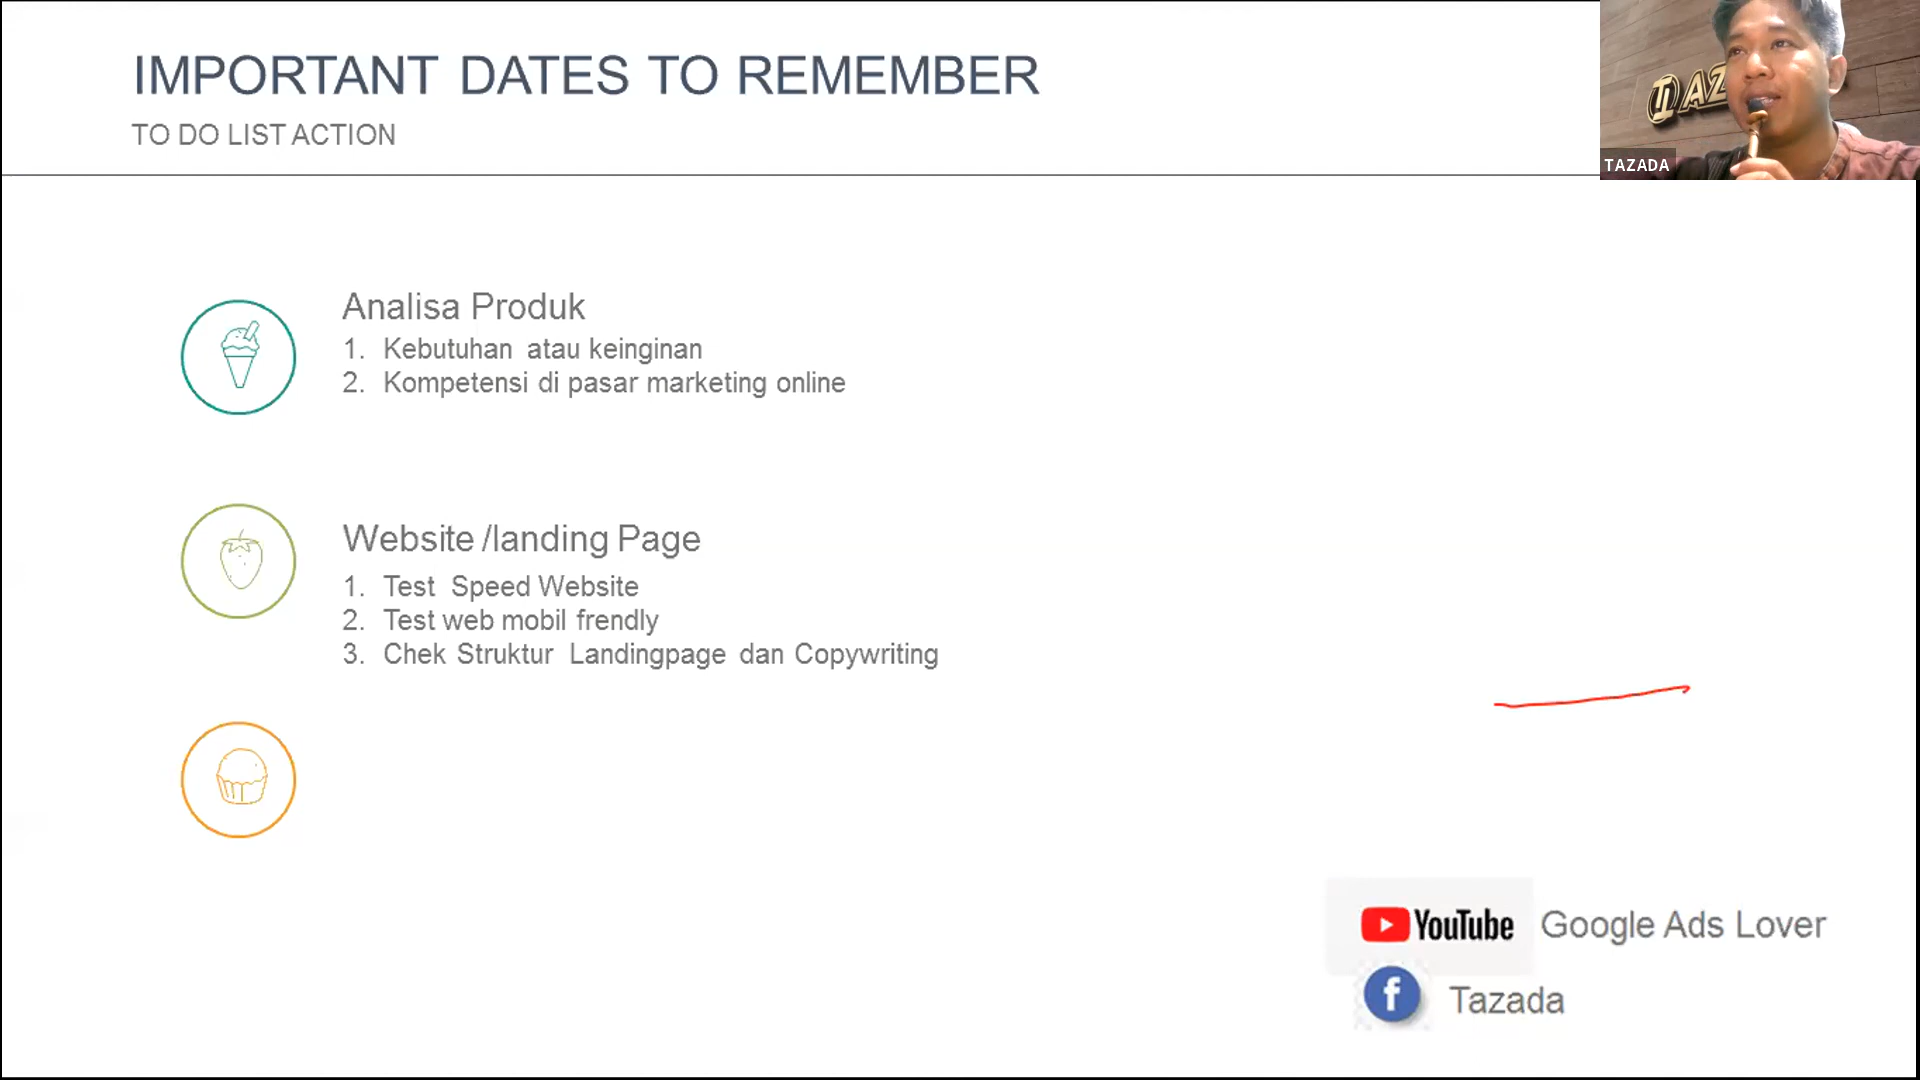 IMPORTANT DATES TO REMEMBER
TO DO LIST ACTION
AZ
TAZADA
Analisa Produk
1. Kebutuhan atau keinginan
2. Kompetensi di pasar marketing online
Website /landing Page
1. Test Speed Website
2. Test web mobil frendly
3. Chek Struktur Landingpage dan Copywriting
YouTube Google Ads Lover
f Tazada